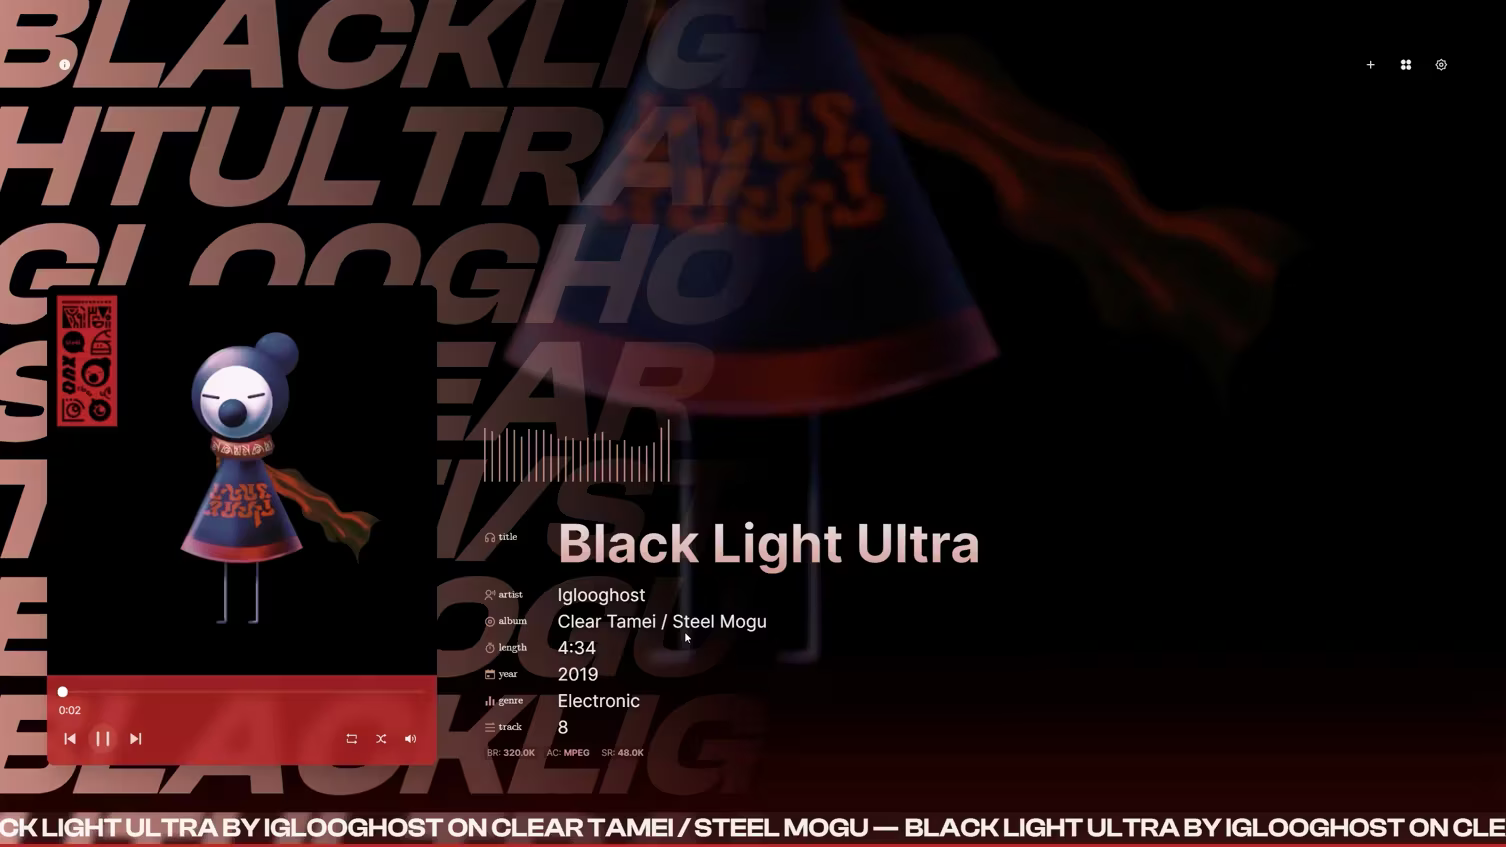 BLACKLIG
HTULTRA
IGLOOGHO
EAR
BLACKLIG
title
Black Light Ultra
artist
Iglooghost
album
Clear Tamei / Steel Mogu
length
4:34
year
2019
genre
Electronic
track
8
BR: 320.0K AC: MPEG SR: 48.0K
0:02
CK LIGHT ULTRA BY IGLOOGHOST ON CLEAR TAMEI / STEEL MOGU — BLACK LIGHT ULTRA BY IGLOOGHOST ON CLE